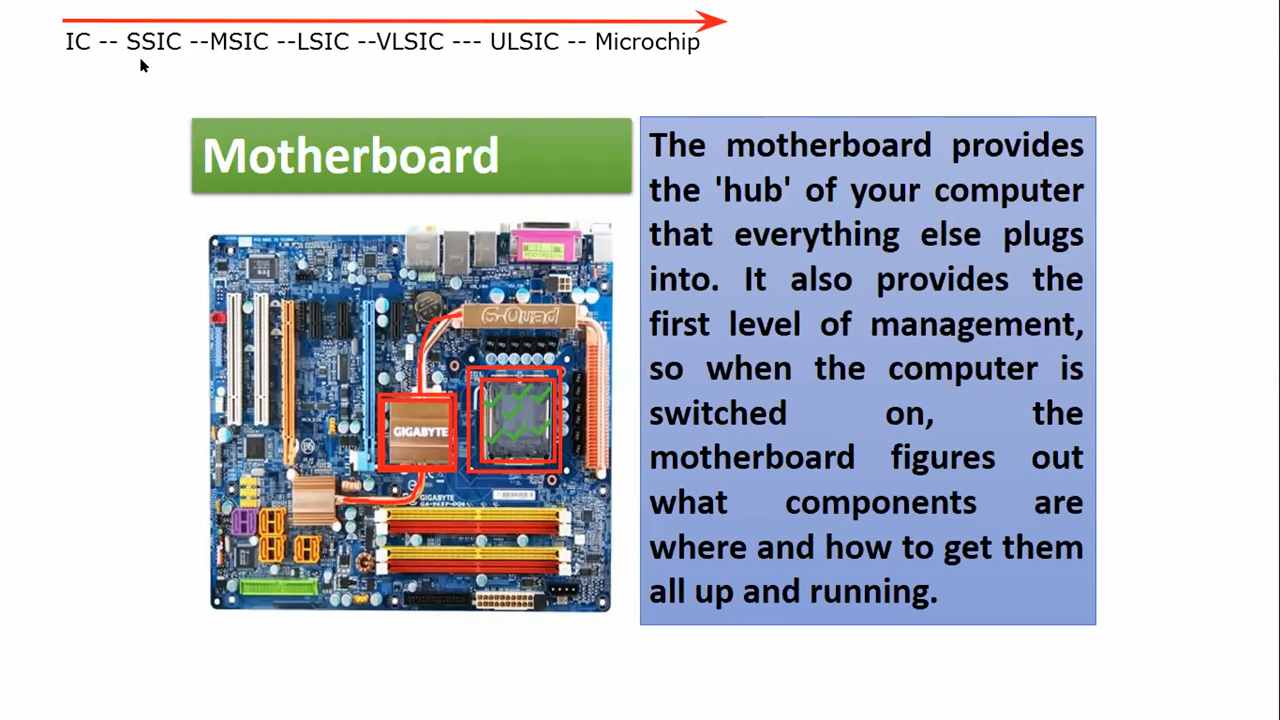 IC -- SSIC --MSIC --LSIC --VLSIC --- ULSIC -- Microchip
Motherboard
The motherboard provides
the 'hub' of your computer
that everything else plugs
into. It also provides the
first level of management,
so when the computer is
switched on, the
motherboard figures out
what components are
where and how to get them
all up and running.
G-Quad
GIGABYTE
GIGABYTE